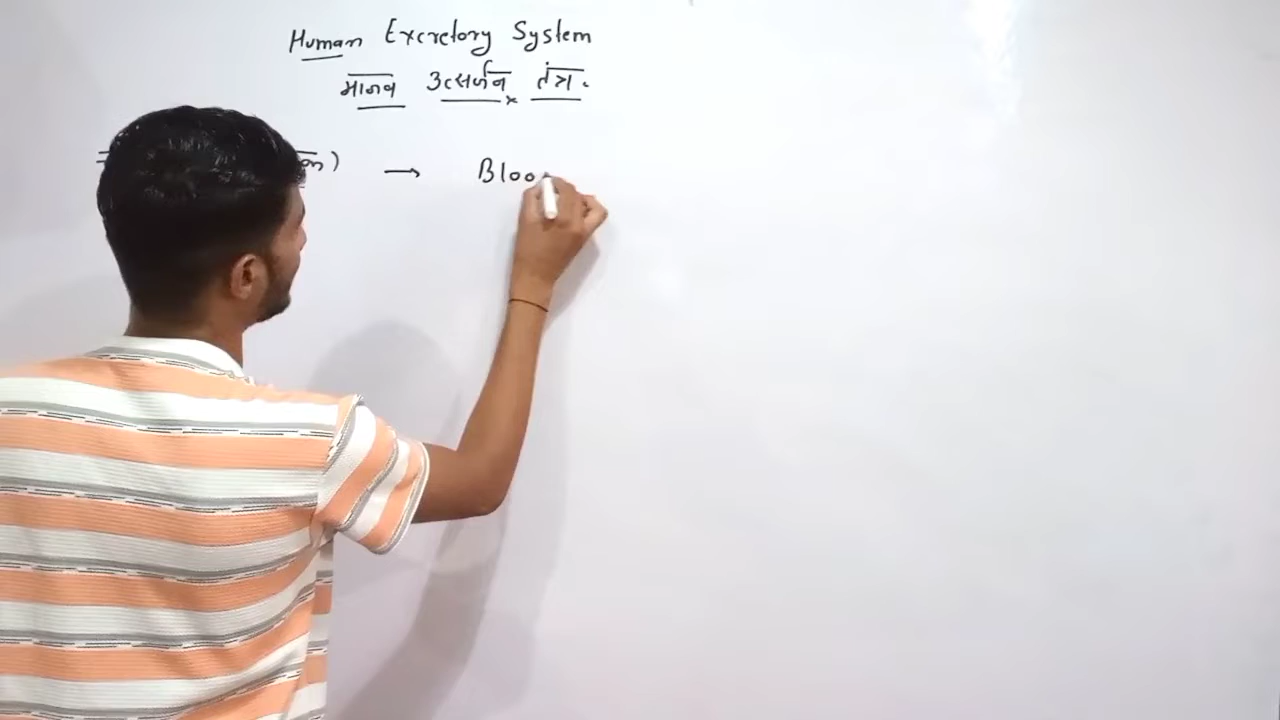 Human Excretory System
मानव उत्सर्जन तंत्र.
→ Bloo